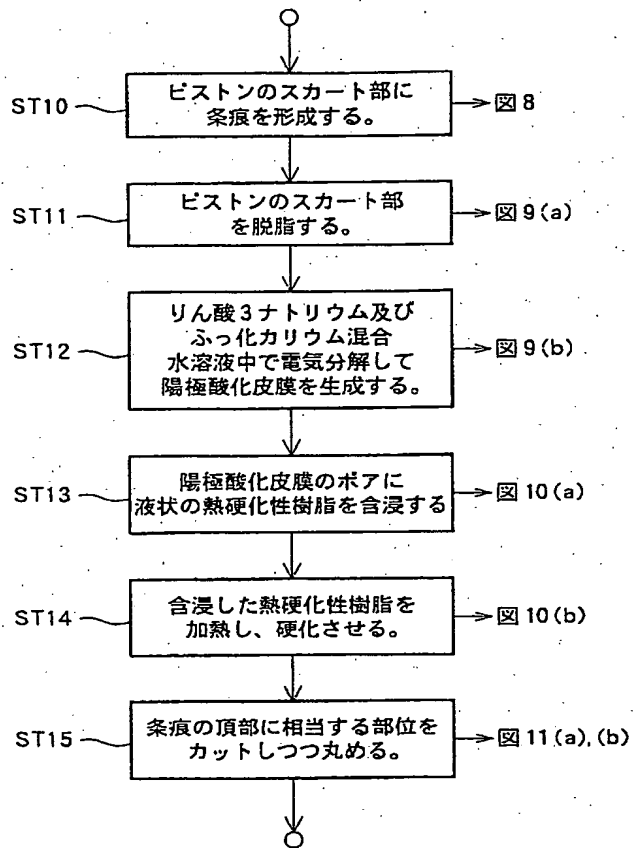 ST10
ピストンのスカート部に
条痕を形成する。
図8
ST11
ピストンのスカート部
を脱脂する。
図9(a)
ST12
りん酸3ナトリウム及び
ふっ化カリウム混合
水溶液中で電気分解して
陽極酸化皮膜を生成する。
図9(b)
ST13
陽極酸化皮膜のポアに
液状の熱硬化性樹脂を含浸する
図10(a)
ST14
含浸した熱硬化性樹脂を
加熱し、硬化させる。
図10(b)
ST15
条痕の頂部に相当する部位を
カットしつつ丸める。
図11(a),(b)